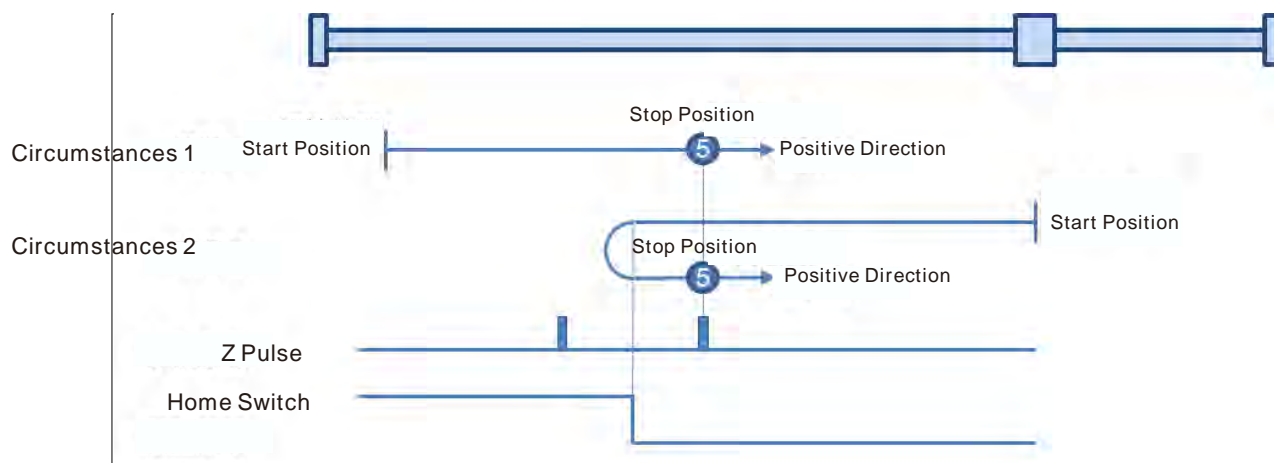 Stop Position
Circumstances 1 Start Position 5 Positive Direction
Start Position
Circumstances 2 Stop Position
5 Positive Direction
Z Pulse
Home Switch